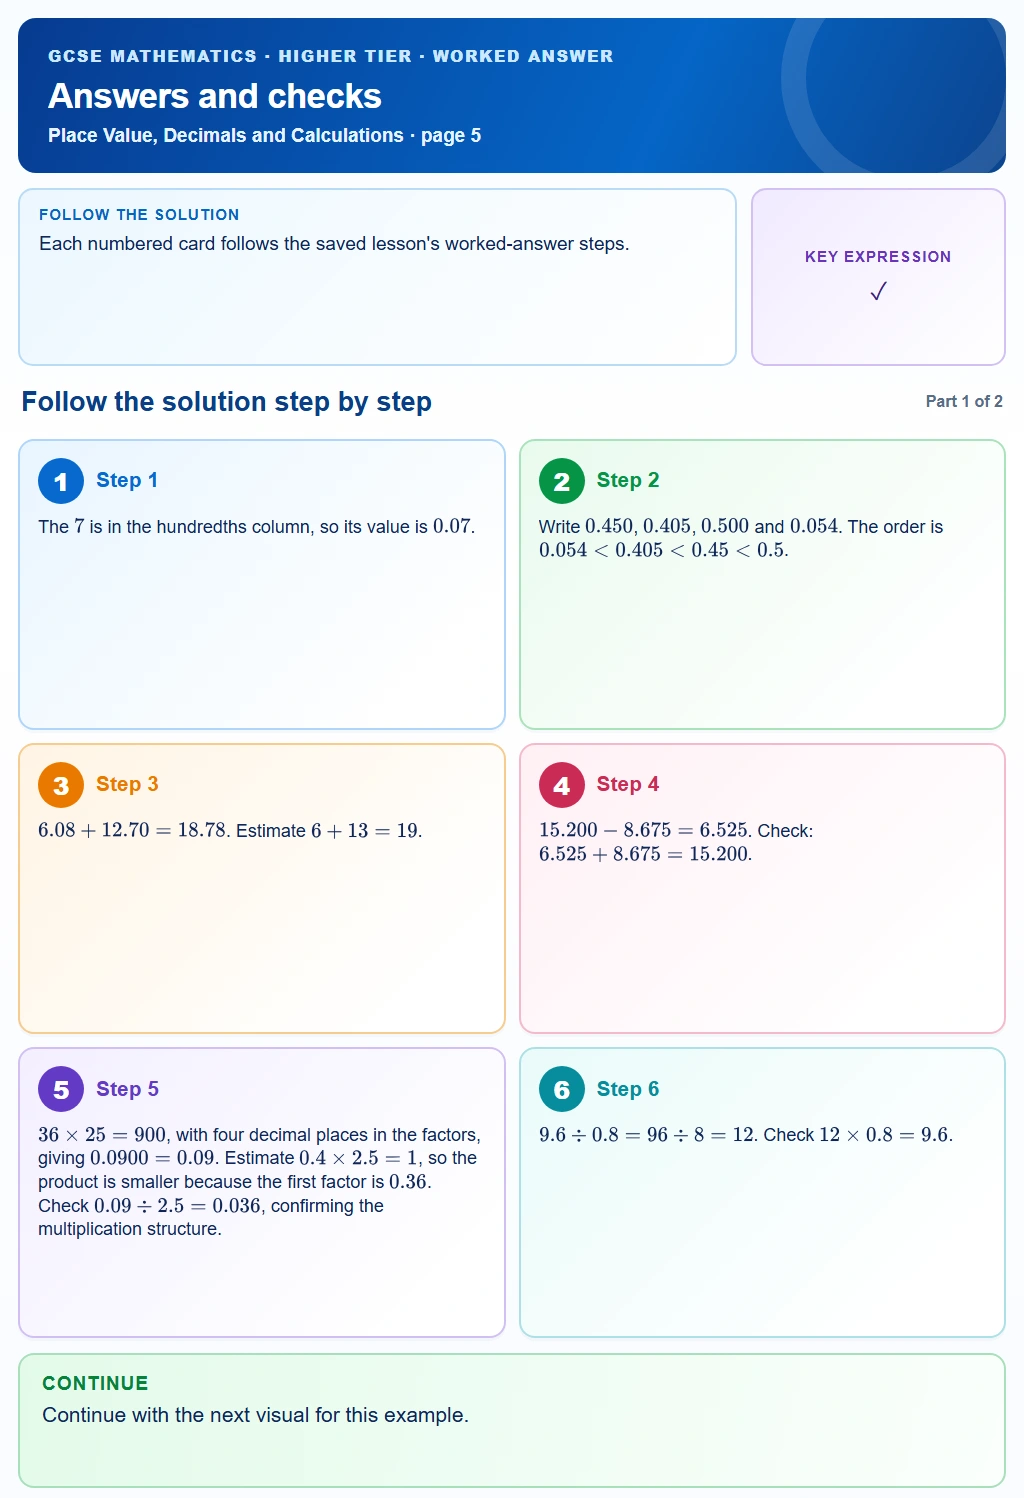 GCSE MATHEMATICS · HIGHER TIER · WORKED ANSWER
Answers and checks
Place Value, Decimals and Calculations · page 5
FOLLOW THE SOLUTION
Each numbered card follows the saved lesson's worked-answer steps.
KEY EXPRESSION
✓
Follow the solution step by step
Part 1 of 2
1 Step 1
The 7 is in the hundredths column, so its value is 0.07.
2 Step 2
Write 0.450, 0.405, 0.500 and 0.054. The order is
0.054 < 0.405 < 0.45 < 0.5.
3 Step 3
6.08 + 12.70 = 18.78. Estimate 6 + 13 = 19.
4 Step 4
15.200 − 8.675 = 6.525. Check:
6.525 + 8.675 = 15.200.
5 Step 5
36 × 25 = 900, with four decimal places in the factors,
giving 0.0900 = 0.09. Estimate 0.4 × 2.5 = 1, so the
product is smaller because the first factor is 0.36.
Check 0.09 ÷ 2.5 = 0.036, confirming the
multiplication structure.
6 Step 6
9.6 ÷ 0.8 = 96 ÷ 8 = 12. Check 12 × 0.8 = 9.6.
CONTINUE
Continue with the next visual for this example.